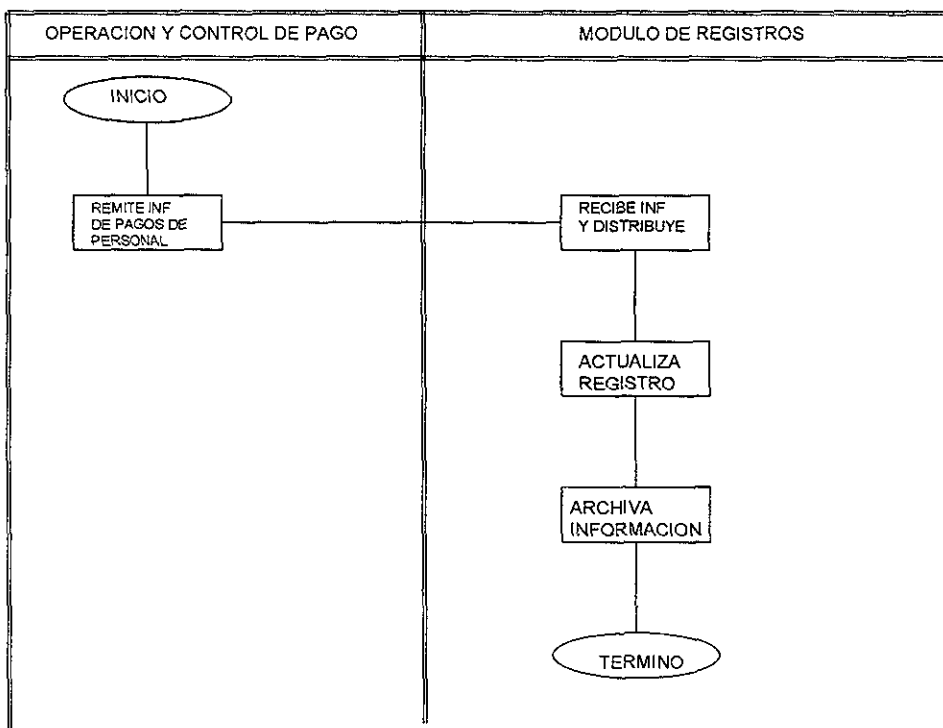 OPERACION Y CONTROL DE PAGO
MODULO DE REGISTROS
INICIO
REMITE INF
DE PAGOS DE
PERSONAL
RECIBE INF
Y DISTRIBUYE
ACTUALIZA
REGISTRO
ARCHIVA
INFORMACION
TERMINO